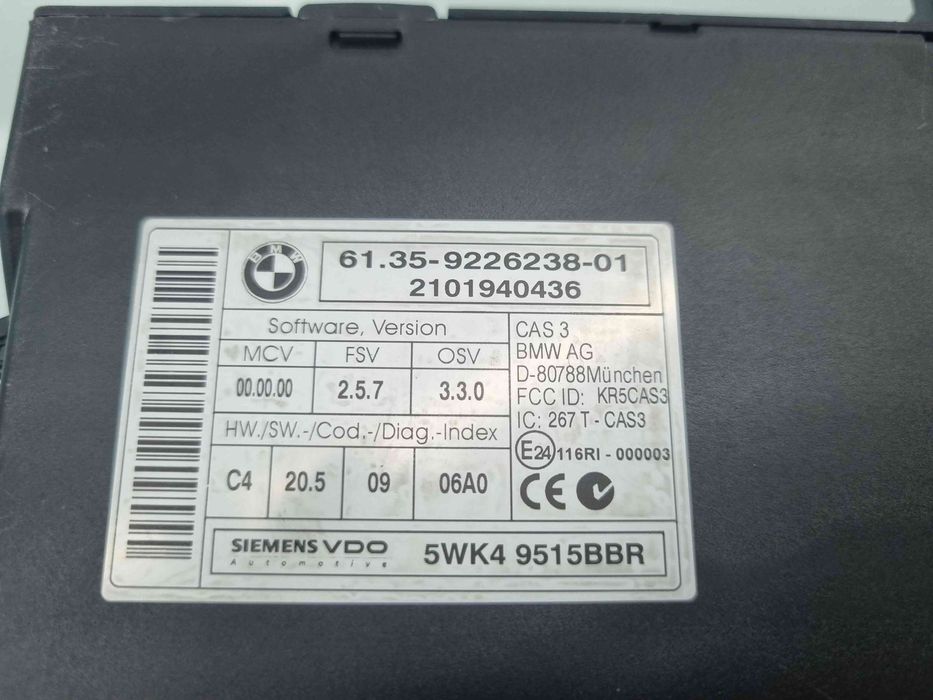 BMW
61.35-9226238-01
2101940436
Software, Version
MCV
FSV
OSV
00.00.00
2.5.7
3.3.0
HW./SW.-/Cod.-/Diag.-Index
C4
20.5
09
06A0
CAS 3
BMW AG
D-80788München
FCC ID: KR5CAS3
IC: 267 T - CAS3
E24 116RI - 000003
CE
SIEMENS VDO
Automotive
5WK4 9515BBR